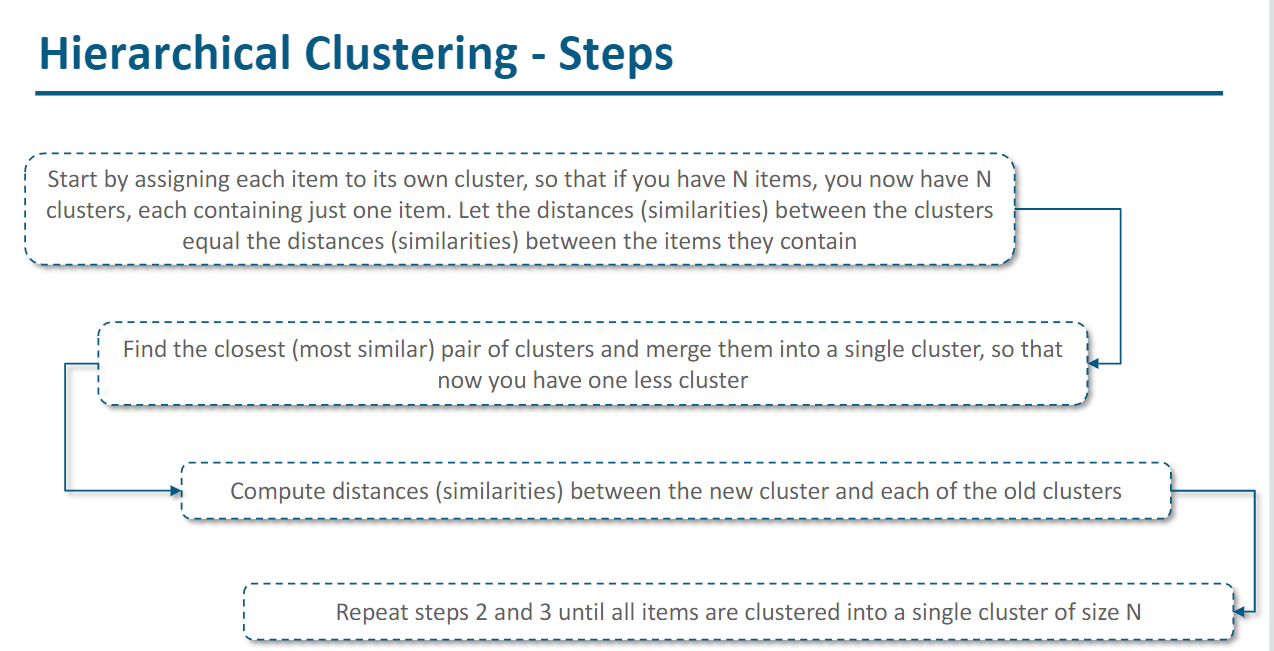 Hierarchical Clustering - Steps
Start by assigning each item to its own cluster, so that if you have N items, you now have N
clusters, each containing just one item. Let the distances (similarities) between the clusters
equal the distances (similarities) between the items they contain
Find the closest (most similar) pair of clusters and merge them into a single cluster, so that
now you have one less cluster
Compute distances (similarities) between the new cluster and each of the old clusters
Repeat steps 2 and 3 until all items are clustered into a single cluster of size N